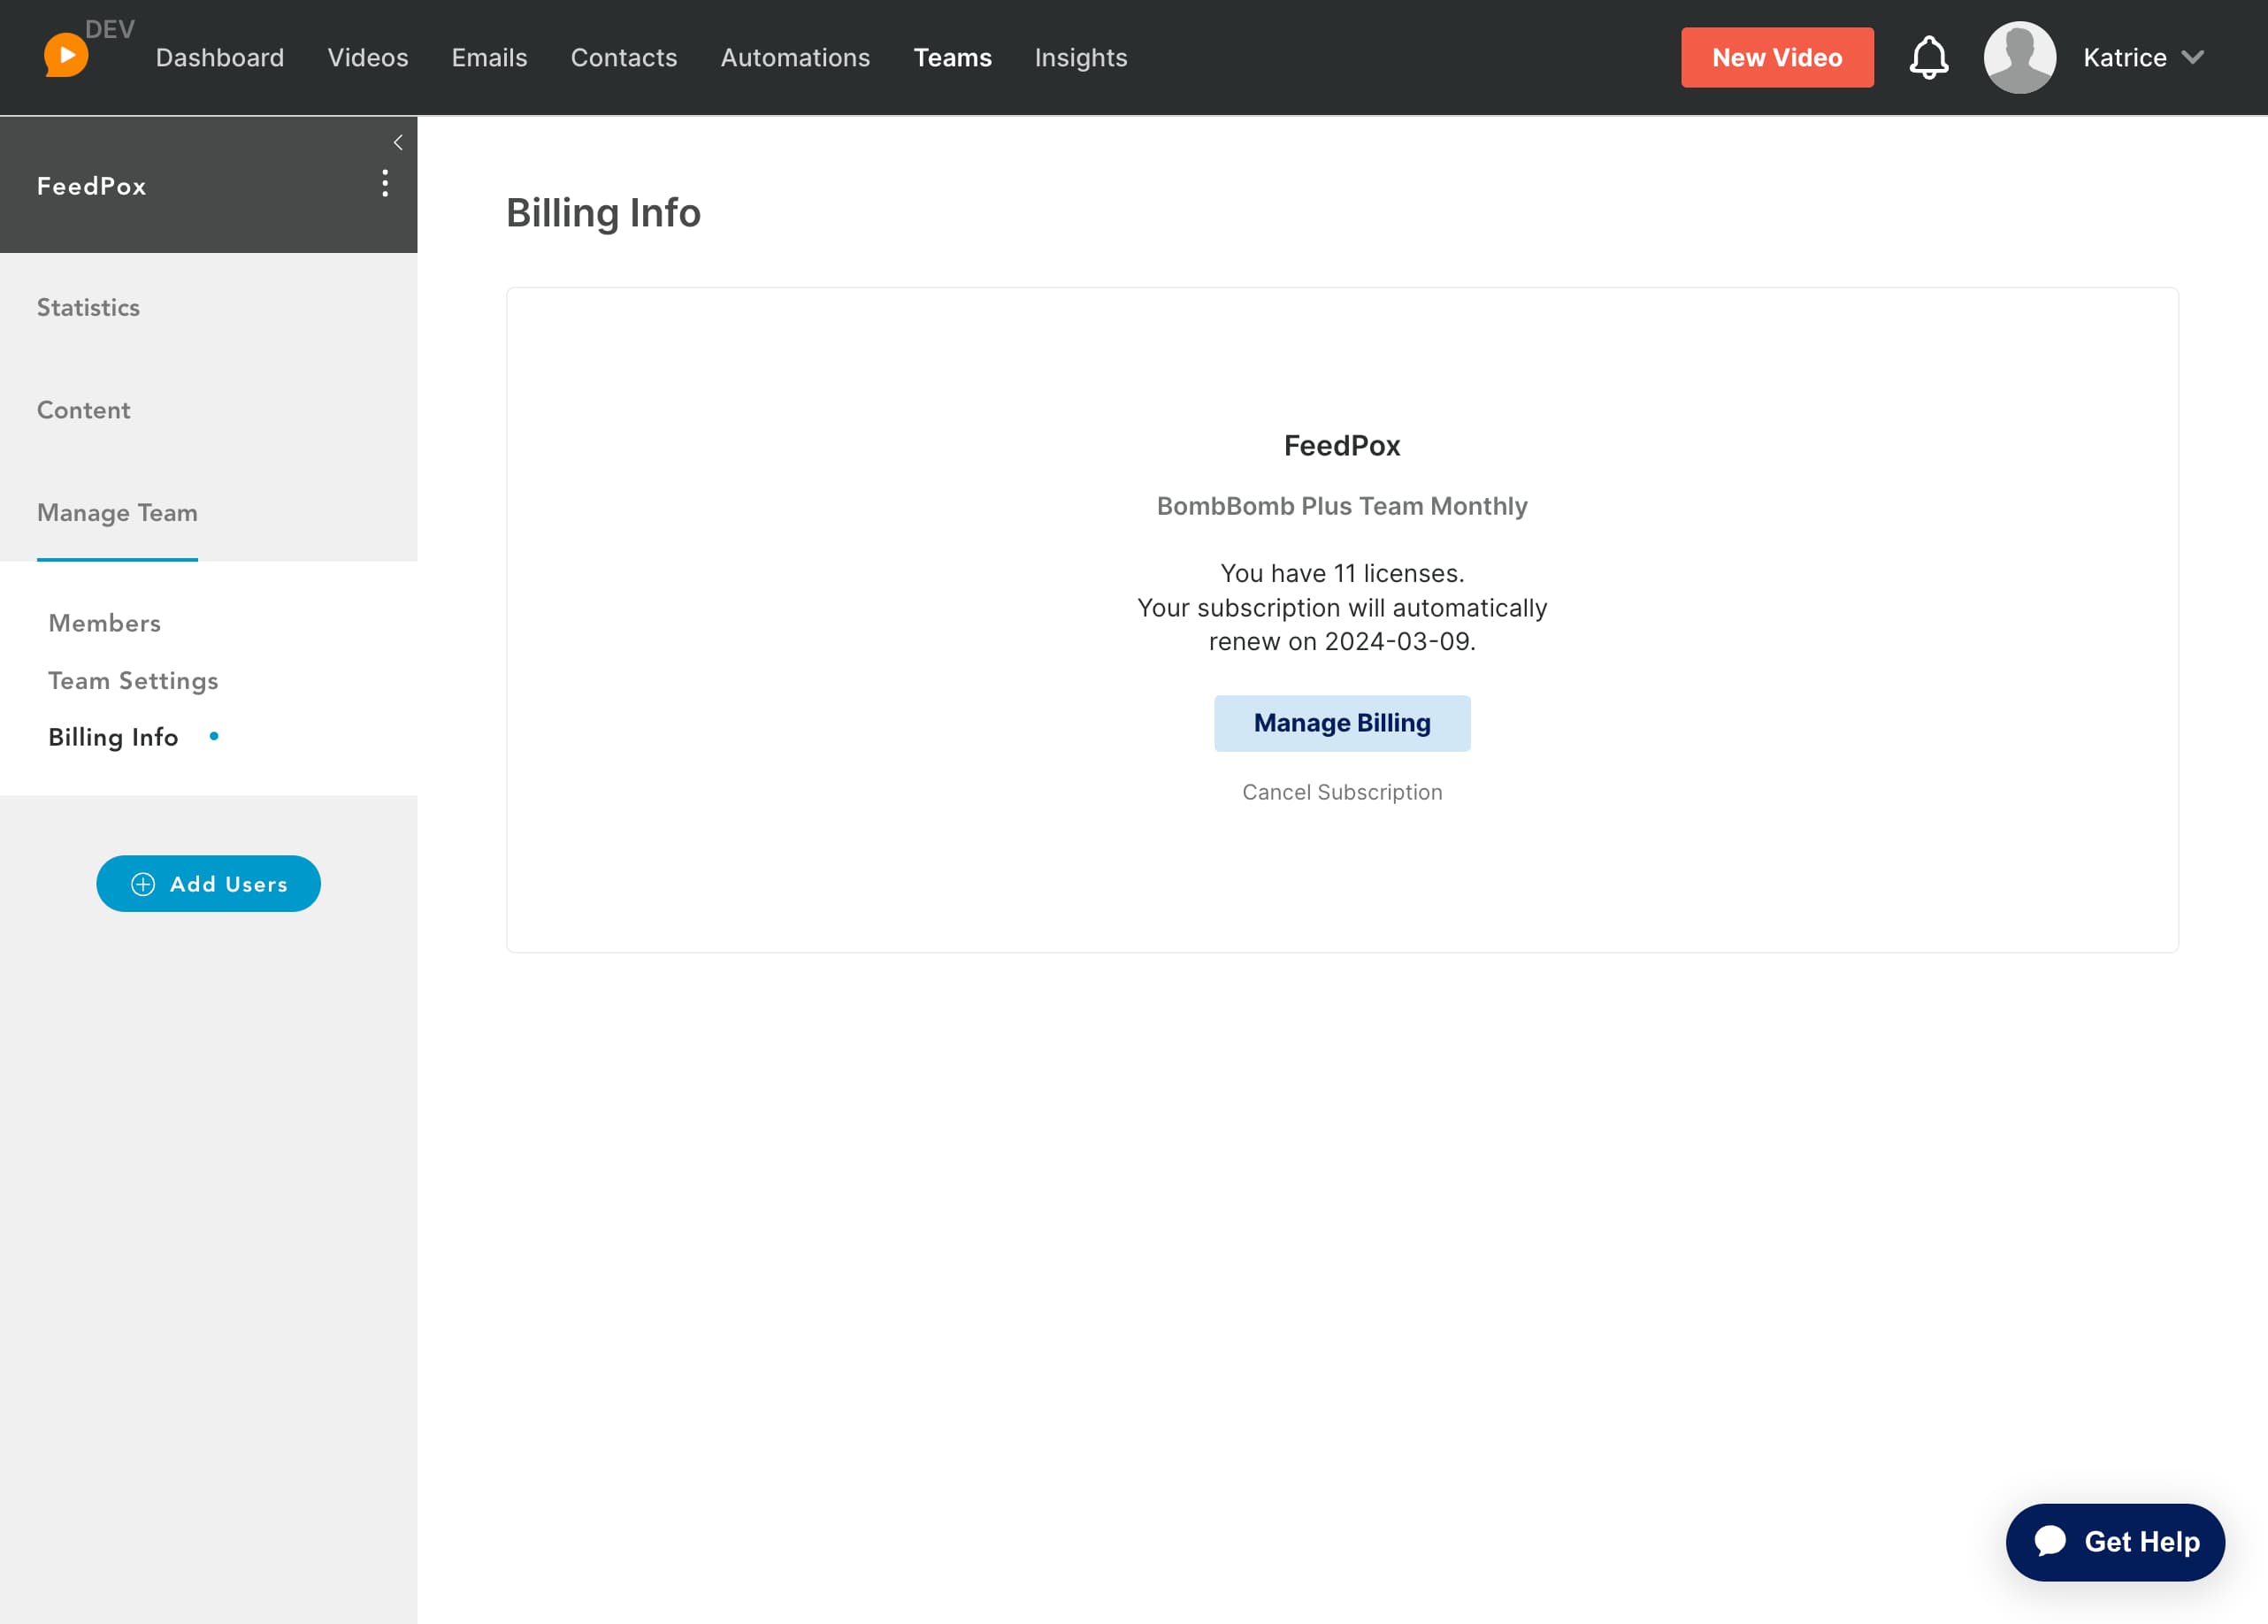 DEV
Dashboard
Videos
Emails
Contacts
Automations
Teams
Insights
New Video
Katrice
FeedPox
Statistics
Content
Manage Team
Members
Team Settings
Billing Info
Add Users
Billing Info
FeedPox
BombBomb Plus Team Monthly
You have 11 licenses.
Your subscription will automatically
renew on 2024-03-09.
Manage Billing
Cancel Subscription
Get Help